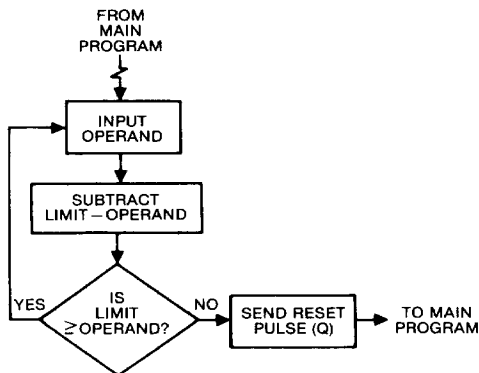 FROM
MAIN
PROGRAM
INPUT
OPERAND
SUBTRACT
LIMIT – OPERAND
YES
IS
LIMIT
≥ OPERAND?
NO
SEND RESET
PULSE (Q)
TO MAIN
PROGRAM